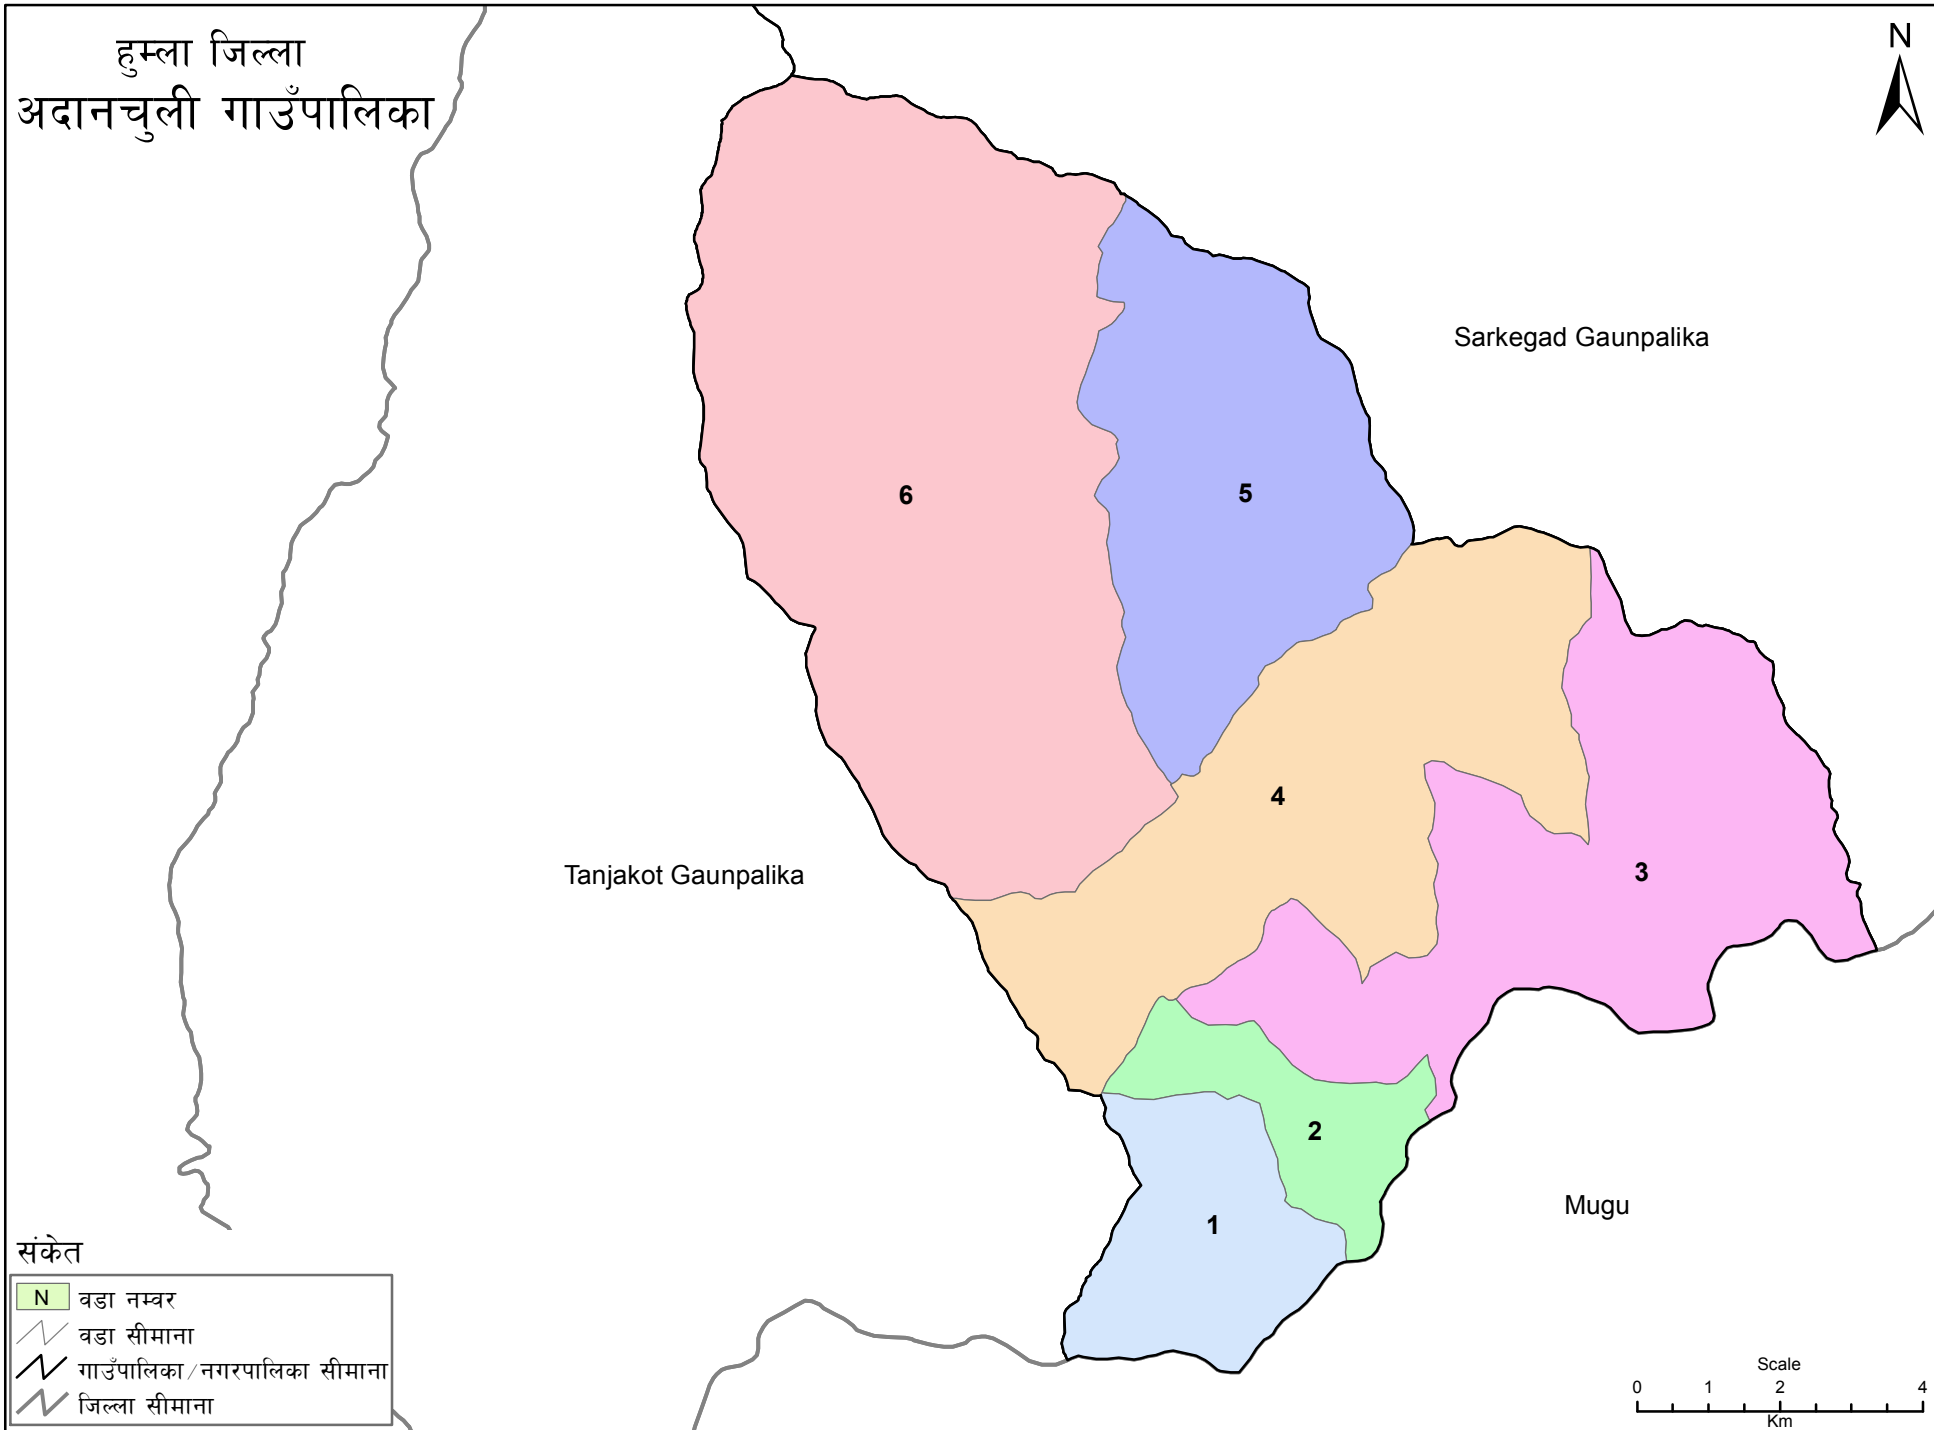 हुम्ला जिल्ला
अदानचुली गाउँपालिका
N
Sarkegad Gaunpalika
6
5
4
3
Tanjakot Gaunpalika
2
1
Mugu
संकेत
N वडा नम्वर
वडा सीमाना
गाउँपालिका/नगरपालिका सीमाना
जिल्ला सीमाना
Scale
0 1 2 4
Km